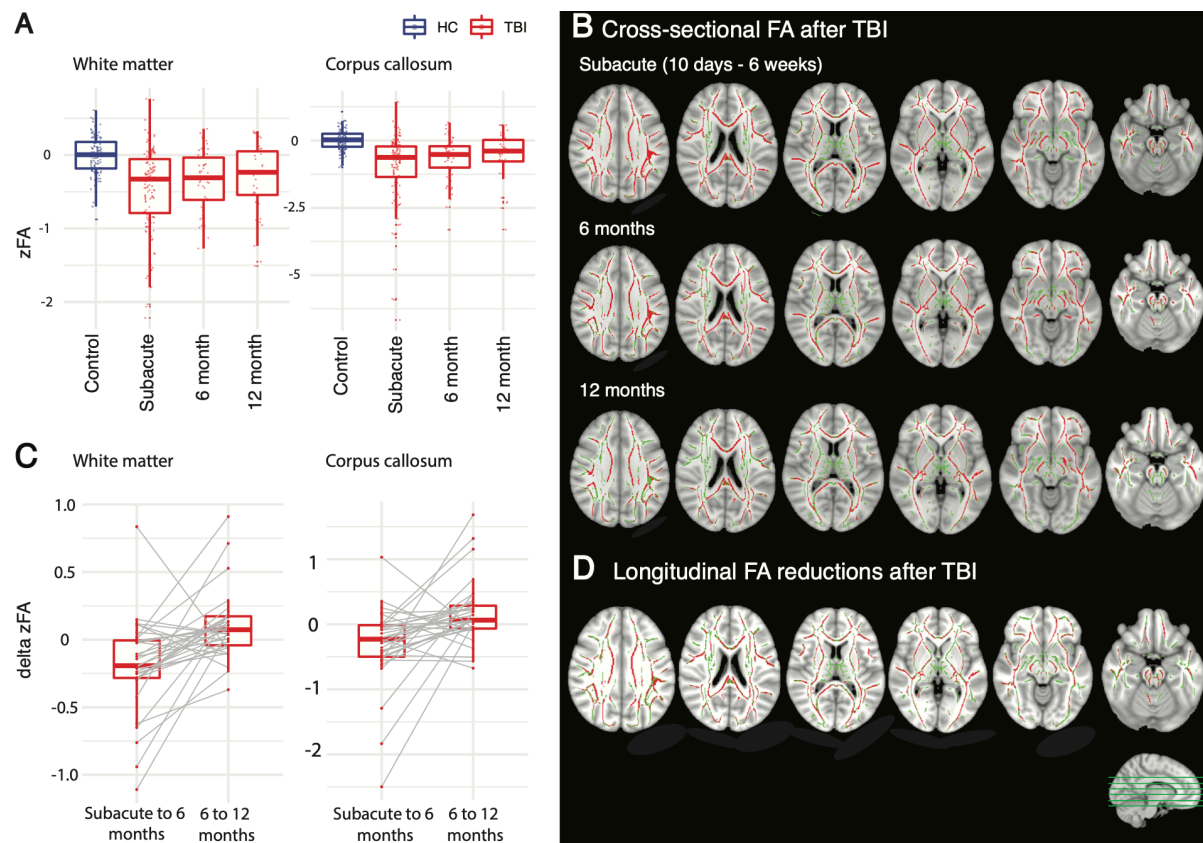 A
HC
TBI
White matter
Corpus callosum
zFA
0
-1
-2
0
-2.5
-5
Control
Subacute
6 month
12 month
Control
Subacute
6 month
12 month
B Cross-sectional FA after TBI
Subacute (10 days - 6 weeks)
6 months
12 months
C
White matter
Corpus callosum
delta zFA
1.0
0.5
0
-0.5
-1.0
1
0
-1
-2
Subacute to 6
months
6 to 12
months
Subacute to 6
months
6 to 12
months
D Longitudinal FA reductions after TBI